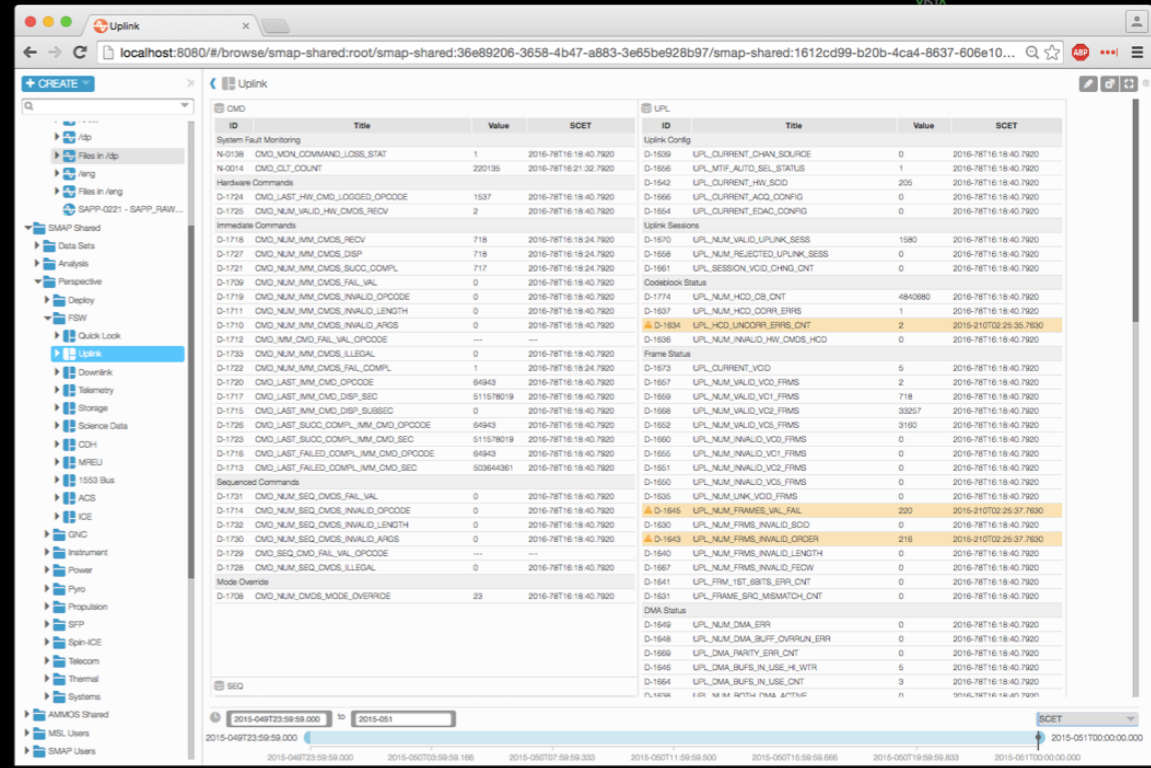 Uplink
localhost:8080/#/browse/smap-shared:root/smap-shared:36e89206-3658-4b47-a883-3e65be928b97/smap-shared:1612cd99-b20b-4ca4-8637-606e10...
ABP
+ CREATE
Uplink
/dp
Files in /dp
/eng
Files in /eng
SAPP-0221 - SAPP_RAW...
SMAP Shared
Data Sets
Analysis
Perspective
Deploy
FSW
Quick Look
Uplink
Downlink
Telemetry
Storage
Science Data
CDH
MREU
1553 Bus
ACS
ICE
GNC
Instrument
Power
Pyro
Propulsion
SFP
Spin-ICE
Telecom
Thermal
Systems
AMMOS Shared
MSL Users
SMAP Users
CMD
ID Title Value SCET
System Fault Monitoring
N-0138 CMD_MON_COMMAND_LOSS_STAT 1 2016-78T16:18:40.7920
N-0014 CMD_CLT_COUNT 220135 2016-78T16:21:32.7920
Hardware Commands
D-1724 CMD_LAST_HW_CMD_LOGGED_OPCODE 1537 2016-78T16:18:40.7920
D-1725 CMD_NUM_VALID_HW_CMDS_RECV 2 2016-78T16:18:40.7920
Immediate Commands
D-1718 CMD_NUM_IMM_CMDS_RECV 718 2016-78T16:18:24.7920
D-1727 CMD_NUM_IMM_CMDS_DISP 718 2016-78T16:18:24.7920
D-1721 CMD_NUM_IMM_CMDS_SUCC_COMPL 717 2016-78T16:18:24.7920
D-1709 CMD_NUM_IMM_CMDS_FAIL_VAL 0 2016-78T16:18:40.7920
D-1719 CMD_NUM_IMM_CMDS_INVALID_OPCODE 0 2016-78T16:18:40.7920
D-1711 CMD_NUM_IMM_CMDS_INVALID_LENGTH 0 2016-78T16:18:40.7920
D-1710 CMD_NUM_IMM_CMDS_INVALID_ARGS 0 2016-78T16:18:40.7920
D-1712 CMD_IMM_CMD_FAIL_VAL_OPCODE --- ---
D-1733 CMD_NUM_IMM_CMDS_ILLEGAL 0 2016-78T16:18:40.7920
D-1722 CMD_NUM_IMM_CMDS_FAIL_COMPL 1 2016-78T16:18:24.7920
D-1720 CMD_LAST_IMM_CMD_OPCODE 64943 2016-78T16:18:40.7920
D-1717 CMD_LAST_IMM_CMD_DISP_SEC 511578019 2016-78T16:18:40.7920
D-1715 CMD_LAST_IMM_CMD_DISP_SUBSEC 0 2016-78T16:18:40.7920
D-1726 CMD_LAST_SUCC_COMPL_IMM_CMD_OPCODE 64943 2016-78T16:18:40.7920
D-1723 CMD_LAST_SUCC_COMPL_IMM_CMD_SEC 511578019 2016-78T16:18:40.7920
D-1716 CMD_LAST_FAILED_COMPL_IMM_CMD_OPCODE 64943 2016-78T16:18:40.7920
D-1713 CMD_LAST_FAILED_COMPL_IMM_CMD_SEC 503644361 2016-78T16:18:40.7920
Sequenced Commands
D-1731 CMD_NUM_SEQ_CMDS_FAIL_VAL 0 2016-78T16:18:40.7920
D-1714 CMD_NUM_SEQ_CMDS_INVALID_OPCODE 0 2016-78T16:18:40.7920
D-1732 CMD_NUM_SEQ_CMDS_INVALID_LENGTH 0 2016-78T16:18:40.7920
D-1730 CMD_NUM_SEQ_CMDS_INVALID_ARGS 0 2016-78T16:18:40.7920
D-1729 CMD_SEQ_CMD_FAIL_VAL_OPCODE --- ---
D-1728 CMD_NUM_SEQ_CMDS_ILLEGAL 0 2016-78T16:18:40.7920
Mode Override
D-1708 CMD_NUM_CMDS_MODE_OVERRIDE 23 2016-78T16:18:40.7920
SEQ
UPL
ID Title Value SCET
Uplink Config
D-1639 UPL_CURRENT_CHAN_SOURCE 0 2016-78T16:18:40.7920
D-1656 UPL_MTIF_AUTO_SEL_STATUS 1 2016-78T16:18:40.7920
D-1642 UPL_CURRENT_HW_SCID 205 2016-78T16:18:40.7920
D-1666 UPL_CURRENT_ACQ_CONFIG 0 2016-78T16:18:40.7920
D-1654 UPL_CURRENT_EDAC_CONFIG 0 2016-78T16:18:40.7920
Uplink Sessions
D-1670 UPL_NUM_VALID_UPLINK_SESS 1580 2016-78T16:18:40.7920
D-1658 UPL_NUM_REJECTED_UPLINK_SESS 0 2016-78T16:18:40.7920
D-1661 UPL_SESSION_VCID_CHNG_CNT 0 2016-78T16:18:40.7920
Codeblock Status
D-1774 UPL_NUM_HCD_CB_CNT 4840680 2016-78T16:18:40.7920
D-1637 UPL_NUM_HCD_CORR_ERRS 1 2016-78T16:18:40.7920
D-1634 UPL_HCD_UNCORR_ERRS_CNT 2 2015-210T02:25:35.7630
D-1636 UPL_NUM_INVALID_HW_CMDS_HCD 0 2016-78T16:18:40.7920
Frame Status
D-1673 UPL_CURRENT_VCID 5 2016-78T16:18:40.7920
D-1657 UPL_NUM_VALID_VC0_FRMS 2 2016-78T16:18:40.7920
D-1659 UPL_NUM_VALID_VC1_FRMS 718 2016-78T16:18:40.7920
D-1668 UPL_NUM_VALID_VC2_FRMS 33257 2016-78T16:18:40.7920
D-1652 UPL_NUM_VALID_VC5_FRMS 3160 2016-78T16:18:40.7920
D-1660 UPL_NUM_INVALID_VC0_FRMS 0 2016-78T16:18:40.7920
D-1655 UPL_NUM_INVALID_VC1_FRMS 0 2016-78T16:18:40.7920
D-1651 UPL_NUM_INVALID_VC2_FRMS 0 2016-78T16:18:40.7920
D-1650 UPL_NUM_INVALID_VC5_FRMS 0 2016-78T16:18:40.7920
D-1635 UPL_NUM_UNK_VCID_FRMS 0 2016-78T16:18:40.7920
D-1645 UPL_NUM_FRAMES_VAL_FAIL 220 2015-210T02:25:37.7630
D-1630 UPL_NUM_FRMS_INVALID_SCID 0 2016-78T16:18:40.7920
D-1643 UPL_NUM_FRMS_INVALID_ORDER 216 2015-210T02:25:37.7630
D-1640 UPL_NUM_FRMS_INVALID_LENGTH 0 2016-78T16:18:40.7920
D-1667 UPL_NUM_FRMS_INVALID_FECW 0 2016-78T16:18:40.7920
D-1641 UPL_FRM_1ST_6BITS_ERR_CNT 0 2016-78T16:18:40.7920
D-1631 UPL_FRAME_SRC_MISMATCH_CNT 0 2016-78T16:18:40.7920
DMA Status
D-1649 UPL_NUM_DMA_ERR 0 2016-78T16:18:40.7920
D-1648 UPL_NUM_DMA_BUFF_OVRRUN_ERR 0 2016-78T16:18:40.7920
D-1669 UPL_DMA_PARITY_ERR_CNT 0 2016-78T16:18:40.7920
D-1646 UPL_DMA_BUFS_IN_USE_HI_WTR 5 2016-78T16:18:40.7920
D-1664 UPL_DMA_BUFS_IN_USE_CNT 3 2016-78T16:18:40.7920
D-1638 UPL_NUM_BOTH_DMA_ACTIVE 0 2016-78T16:18:40.7920
2015-049T23:59:59.000 to 2015-051
SCET
2015-049T23:59:59.000 2015-051T00:00:00.000
2015-049T23:59:59.000 2015-050T03:59:59.166 2015-050T07:59:59.333 2015-050T11:59:59.500 2015-050T15:59:59.666 2015-050T19:59:59.833 2015-051T00:00:00.000